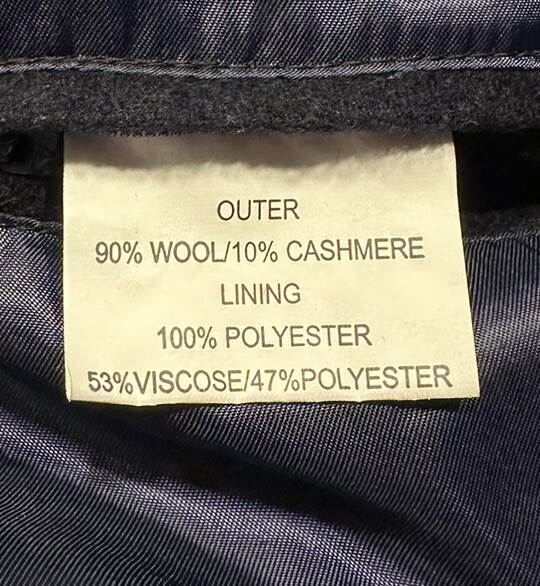 OUTER
90% WOOL/10% CASHMERE
LINING
100% POLYESTER
53%VISCOSE/47%POLYESTER